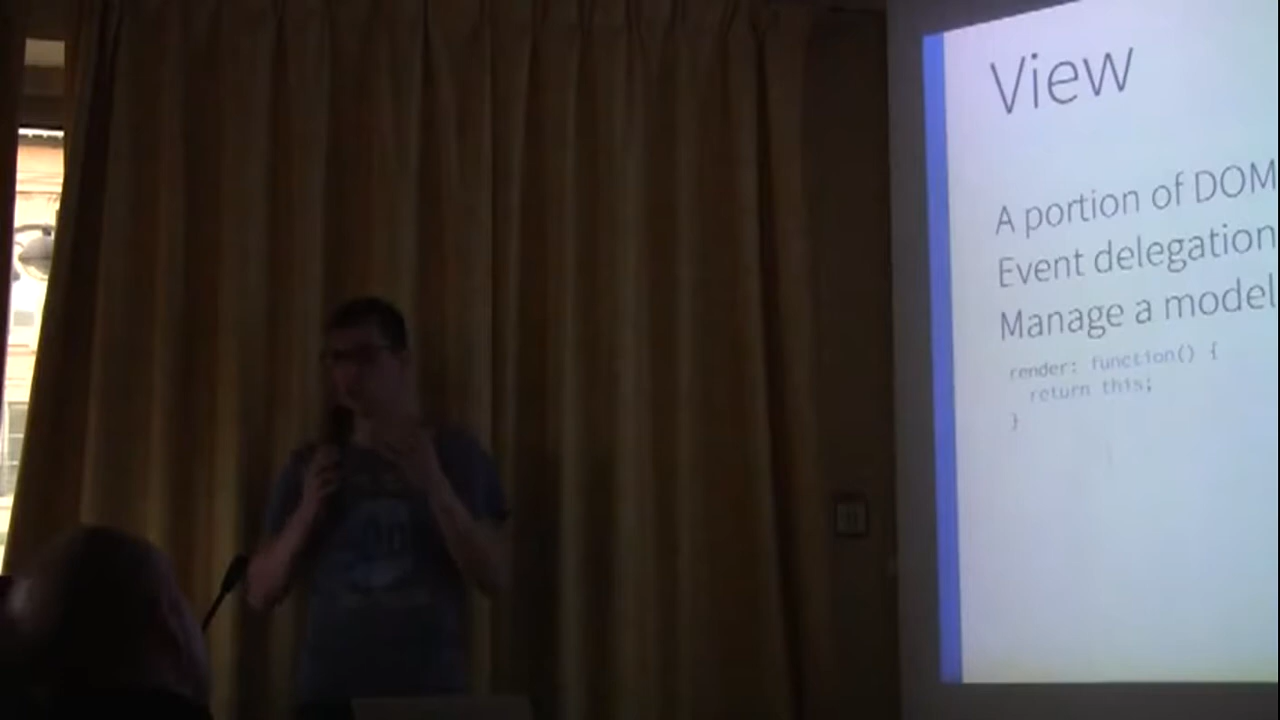 View
A portion of DOM
Event delegation
Manage a model
render: function() {
return this;
}